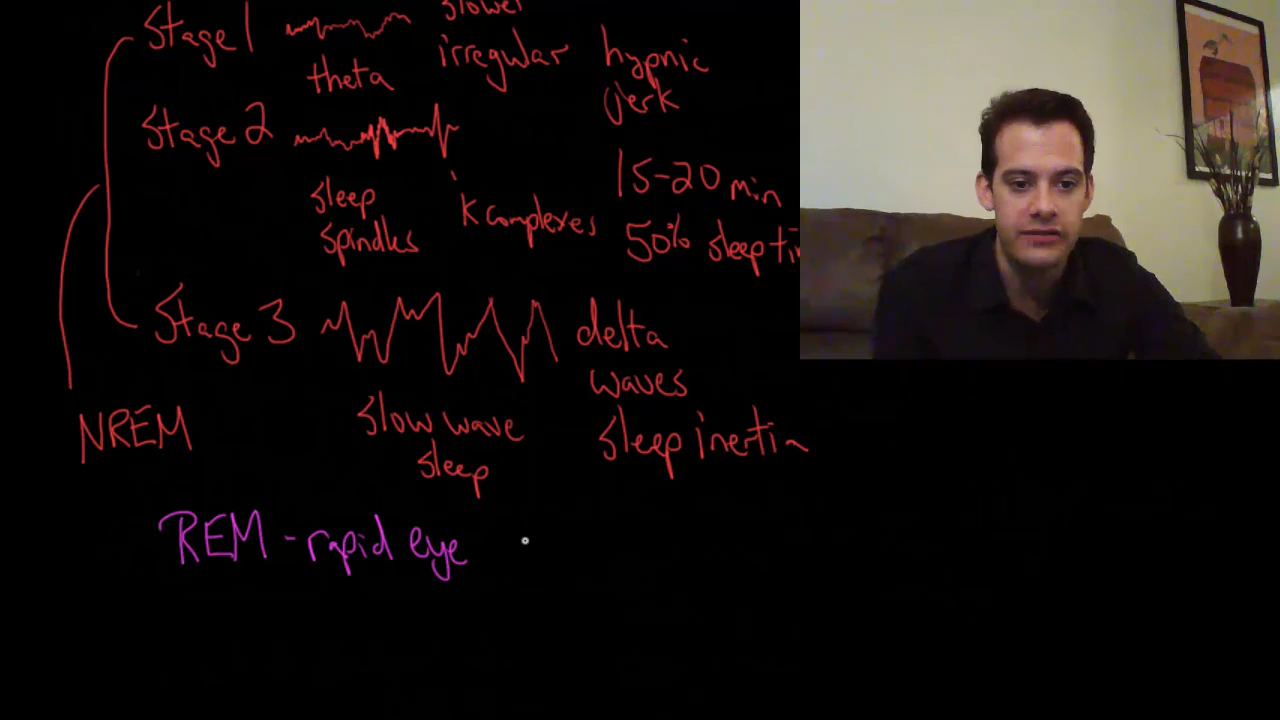 slower
Stage 1
irregular
hypnic
jerk
theta
Stage 2
15-20 min
sleep
spindles
K complexes
50% sleep ti
Stage 3
delta
waves
slow wave
sleep
sleep inertia
NREM
REM - rapid eye